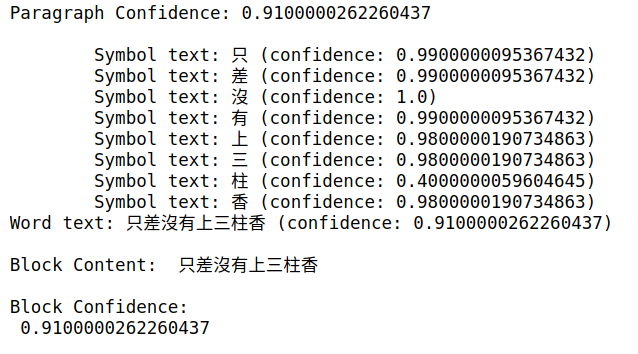 Paragraph Confidence: 0.9100000262260437
Symbol text: 只 (confidence: 0.9900000095367432)
Symbol text: 差 (confidence: 0.9900000095367432)
Symbol text: 沒 (confidence: 1.0)
Symbol text: 有 (confidence: 0.9900000095367432)
Symbol text: 上 (confidence: 0.9800000190734863)
Symbol text: 三 (confidence: 0.9800000190734863)
Symbol text: 柱 (confidence: 0.4000000059604645)
Symbol text: 香 (confidence: 0.9800000190734863)
Word text: 只差沒有上三柱香 (confidence: 0.9100000262260437)
Block Content:  只差沒有上三柱香
Block Confidence:
0.9100000262260437